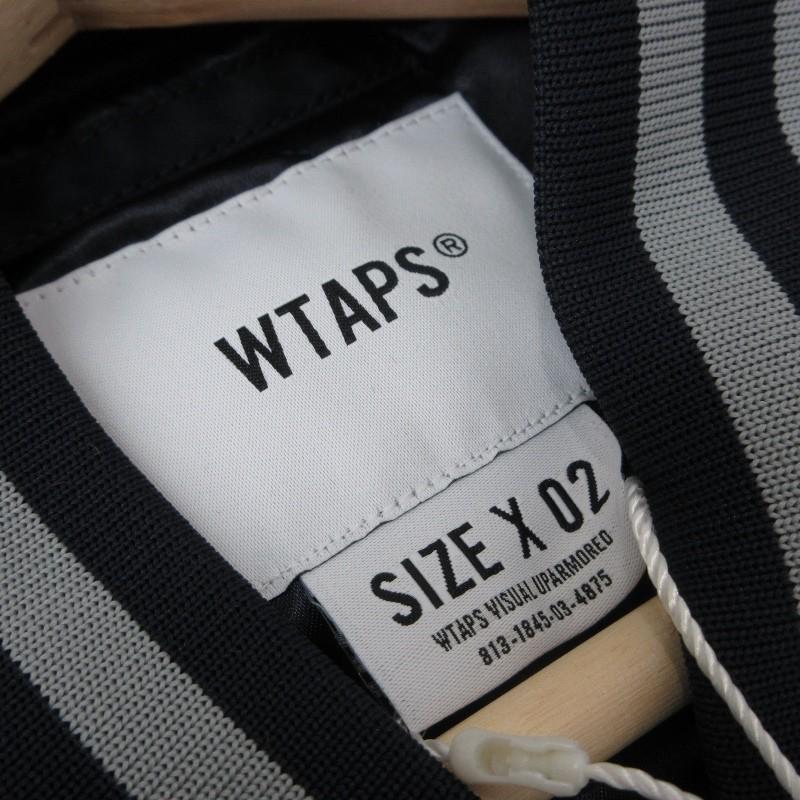 WTAPS®
SIZE X 02
WTAPS VISUAL UPARMORED
813-1845-03-4875